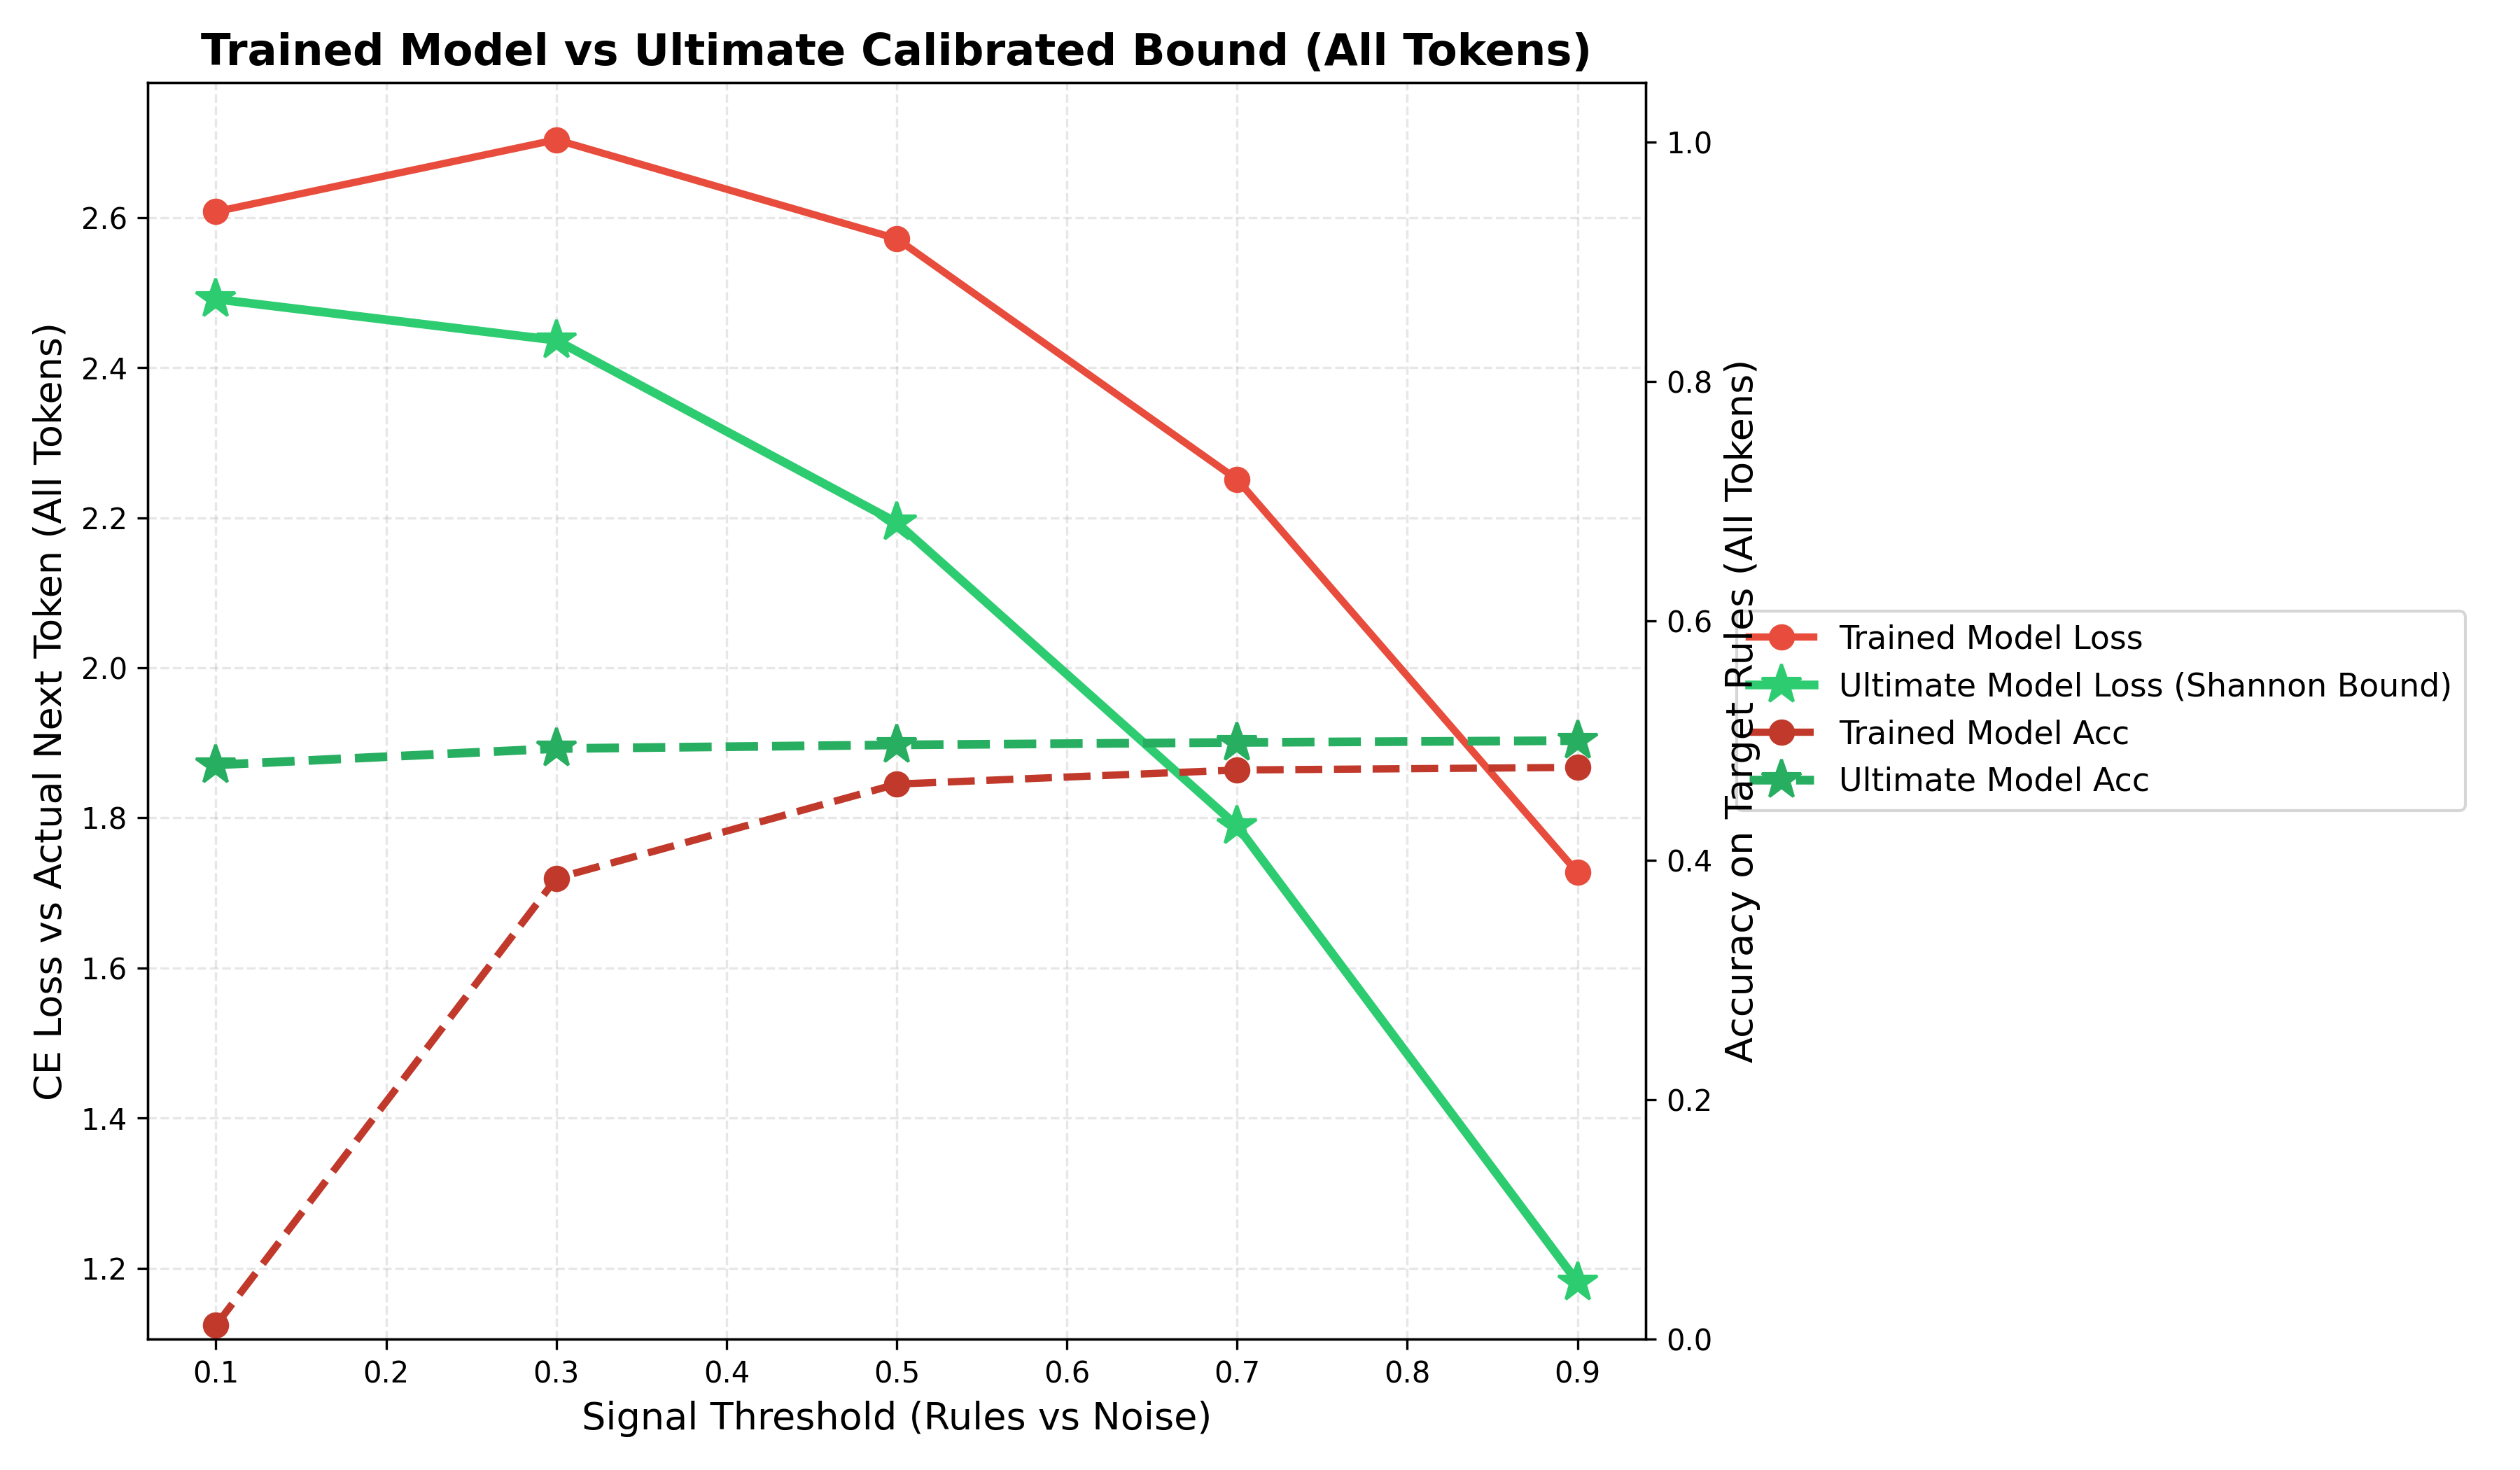 Trained Model vs Ultimate Calibrated Bound (All Tokens)
CE Loss vs Actual Next Token (All Tokens)
2.6
2.4
2.2
2.0
1.8
1.6
1.4
1.2
0.1
0.2
0.3
0.4
0.5
0.6
0.7
0.8
0.9
Signal Threshold (Rules vs Noise)
1.0
0.8
0.6
0.4
0.2
0.0
Accuracy on Target Rules (All Tokens)
Trained Model Loss
Ultimate Model Loss (Shannon Bound)
Trained Model Acc
Ultimate Model Acc